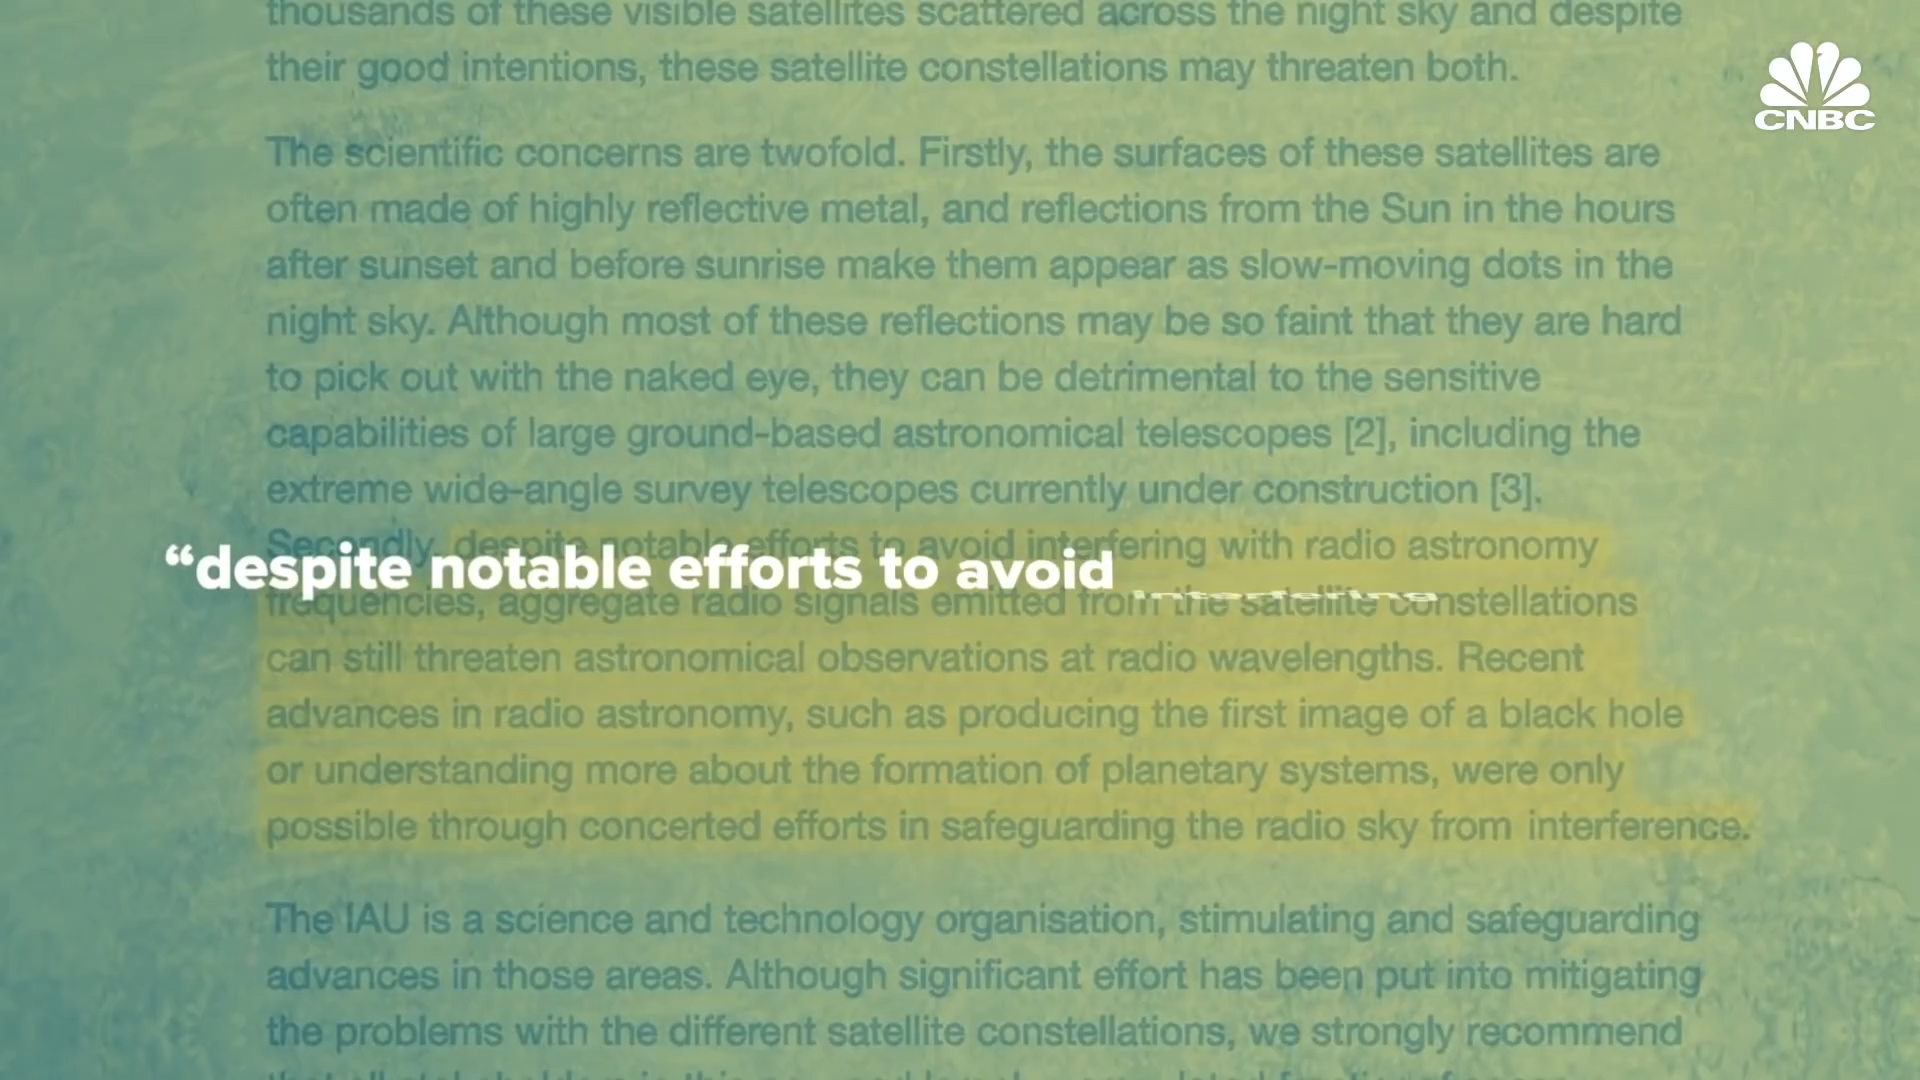 thousands of these visible satellites scattered across the night sky and despite
their good intentions, these satellite constellations may threaten both.
CNBC
The scientific concerns are twofold. Firstly, the surfaces of these satellites are
often made of highly reflective metal, and reflections from the Sun in the hours
after sunset and before sunrise make them appear as slow-moving dots in the
night sky. Although most of these reflections may be so faint that they are hard
to pick out with the naked eye, they can be detrimental to the sensitive
capabilities of large ground-based astronomical telescopes [2], including the
extreme wide-angle survey telescopes currently under construction [3].
Secondly, despite notable efforts to avoid interfering with radio astronomy
“despite notable efforts to avoid interfering
frequencies, aggregate radio signals emitted from the satellite constellations
can still threaten astronomical observations at radio wavelengths. Recent
advances in radio astronomy, such as producing the first image of a black hole
or understanding more about the formation of planetary systems, were only
possible through concerted efforts in safeguarding the radio sky from interference.
The IAU is a science and technology organisation, stimulating and safeguarding
advances in those areas. Although significant effort has been put into mitigating
the problems with the different satellite constellations, we strongly recommend